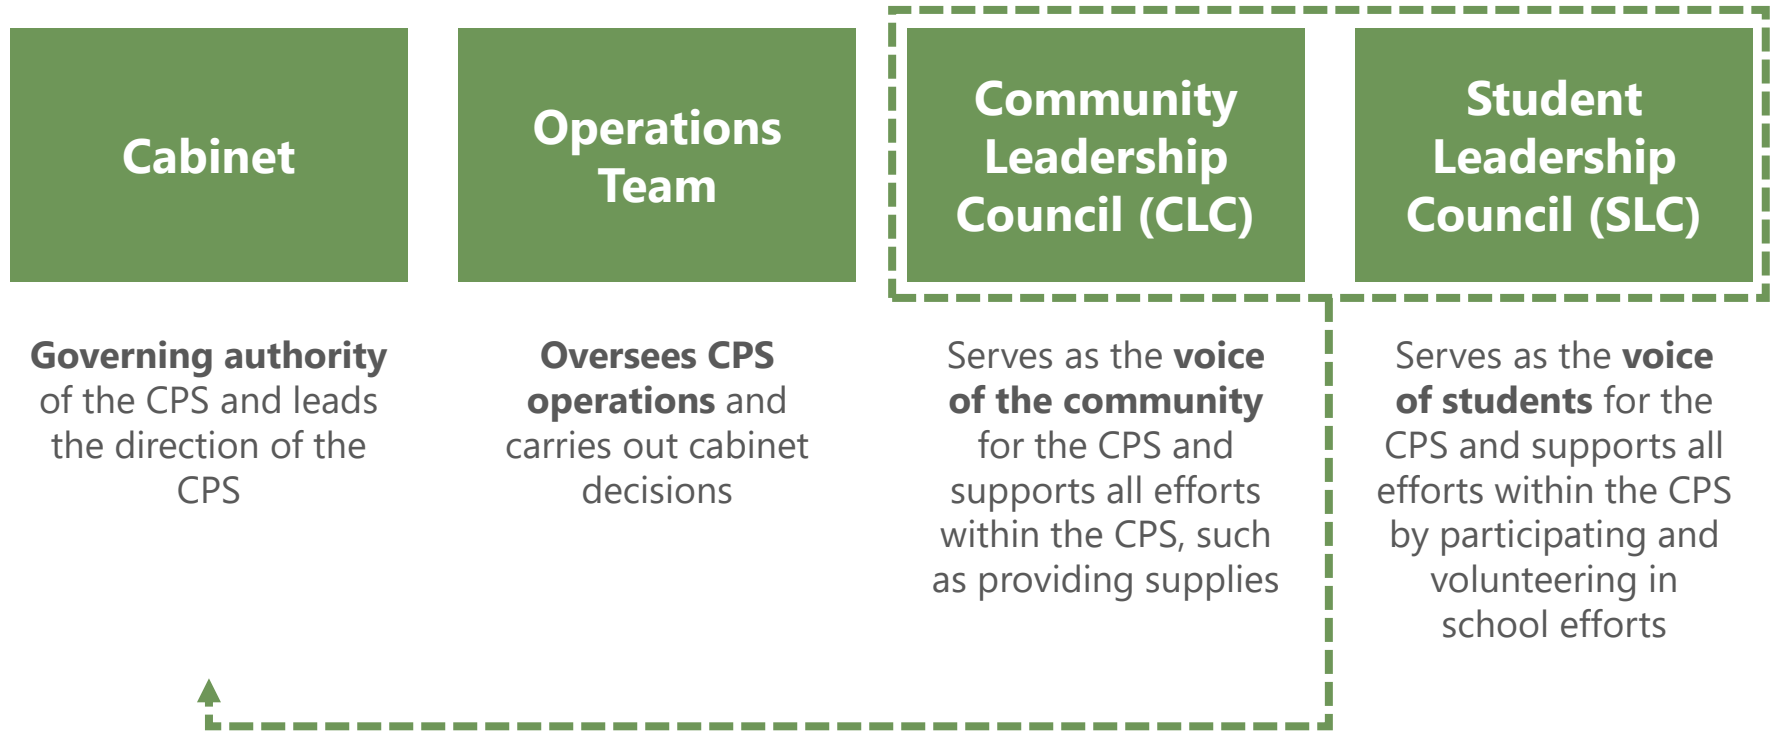 Cabinet
Governing authority
of the CPS and leads
the direction of the
CPS
Operations
Team
Oversees CPS
operations and
carries out cabinet
decisions
Community
Leadership
Council (CLC)
Serves as the voice
of the community
for the CPS and
supports all efforts
within the CPS, such
as providing supplies
Student
Leadership
Council (SLC)
Serves as the voice
of students for the
CPS and supports all
efforts within the CPS
by participating and
volunteering in
school efforts